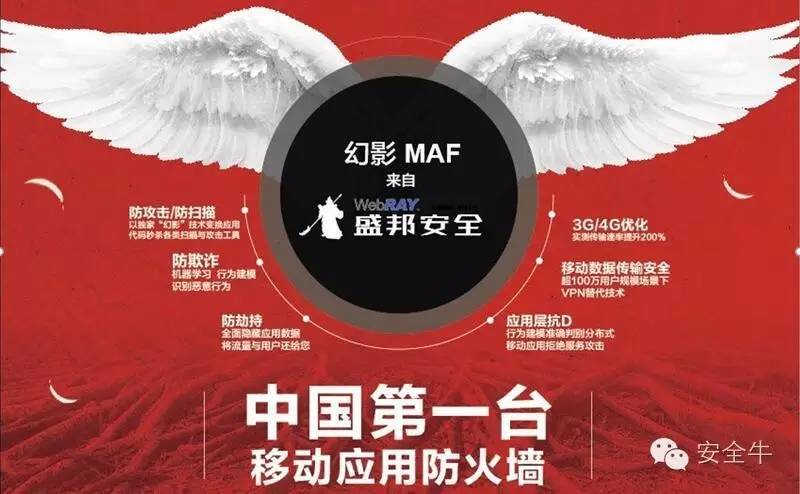 幻影 MAF
来自
WebRAY
盛邦安全
防攻击/防扫描
以独家“幻影”技术变换应用
代码秒杀各类扫描与攻击工具
防欺诈
机器学习 行为建模
识别恶意行为
防劫持
全面隐藏应用数据
将流量与用户还给您
3G/4G优化
实测传输速率提升200%
移动数据传输安全
超100万用户规模场景下
VPN替代技术
应用层抗D
行为建模准确判别分布式
移动应用拒绝服务攻击
中国第一台
移动应用防火墙
安全牛